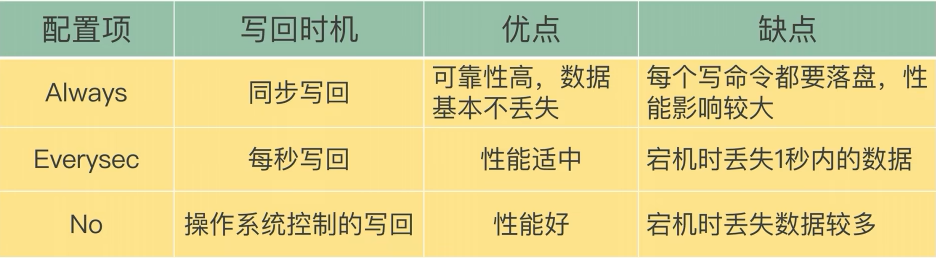 配置项 写回时机 优点 缺点
Always 同步写回 可靠性高，数据基本不丢失 每个写命令都要落盘，性能影响较大
Everysec 每秒写回 性能适中 宕机时丢失1秒内的数据
No 操作系统控制的写回 性能好 宕机时丢失数据较多